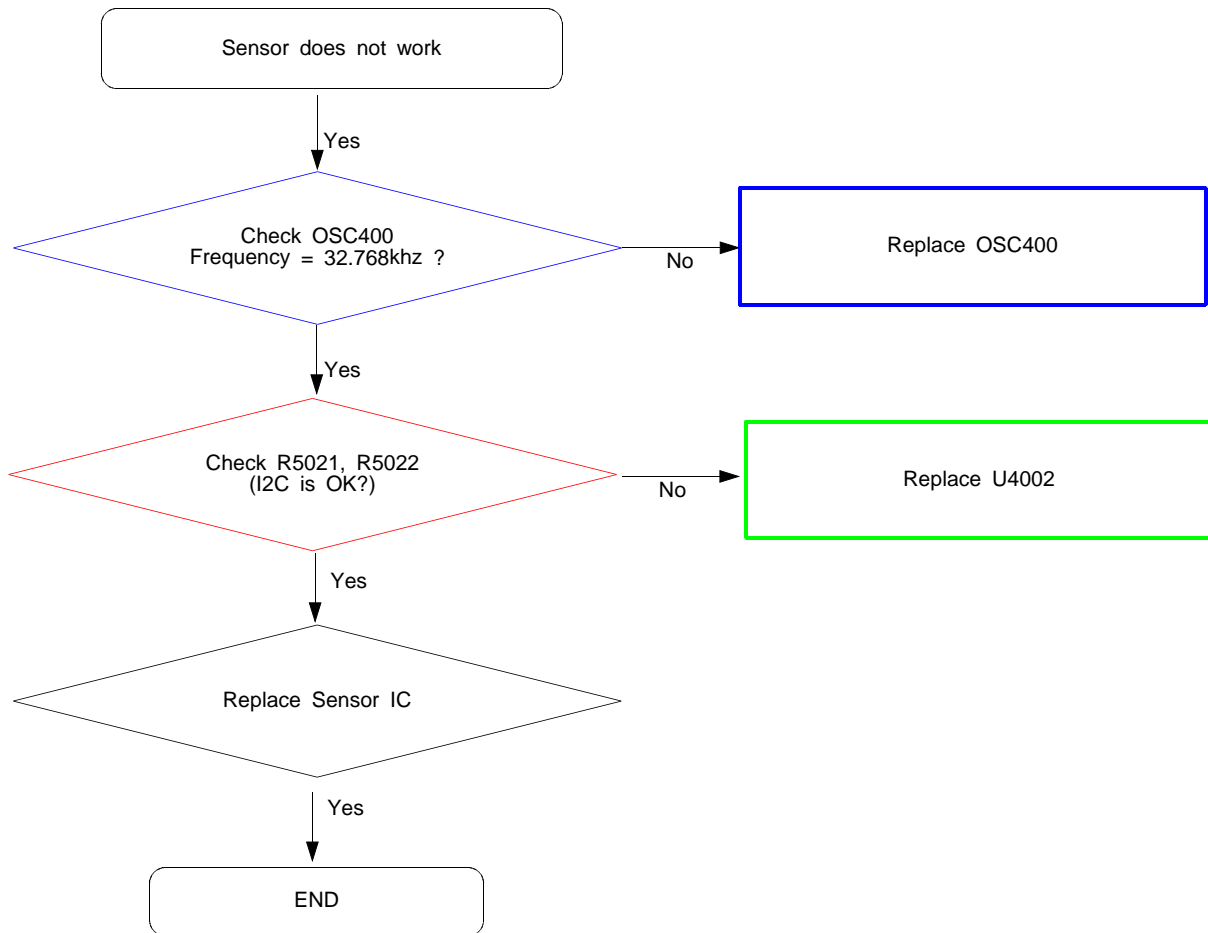 Sensor does not work
Yes
Check OSC400
Frequency = 32.768khz ?
No
Replace OSC400
Yes
Check R5021, R5022
(I2C is OK?)
No
Replace U4002
Yes
Replace Sensor IC
Yes
END